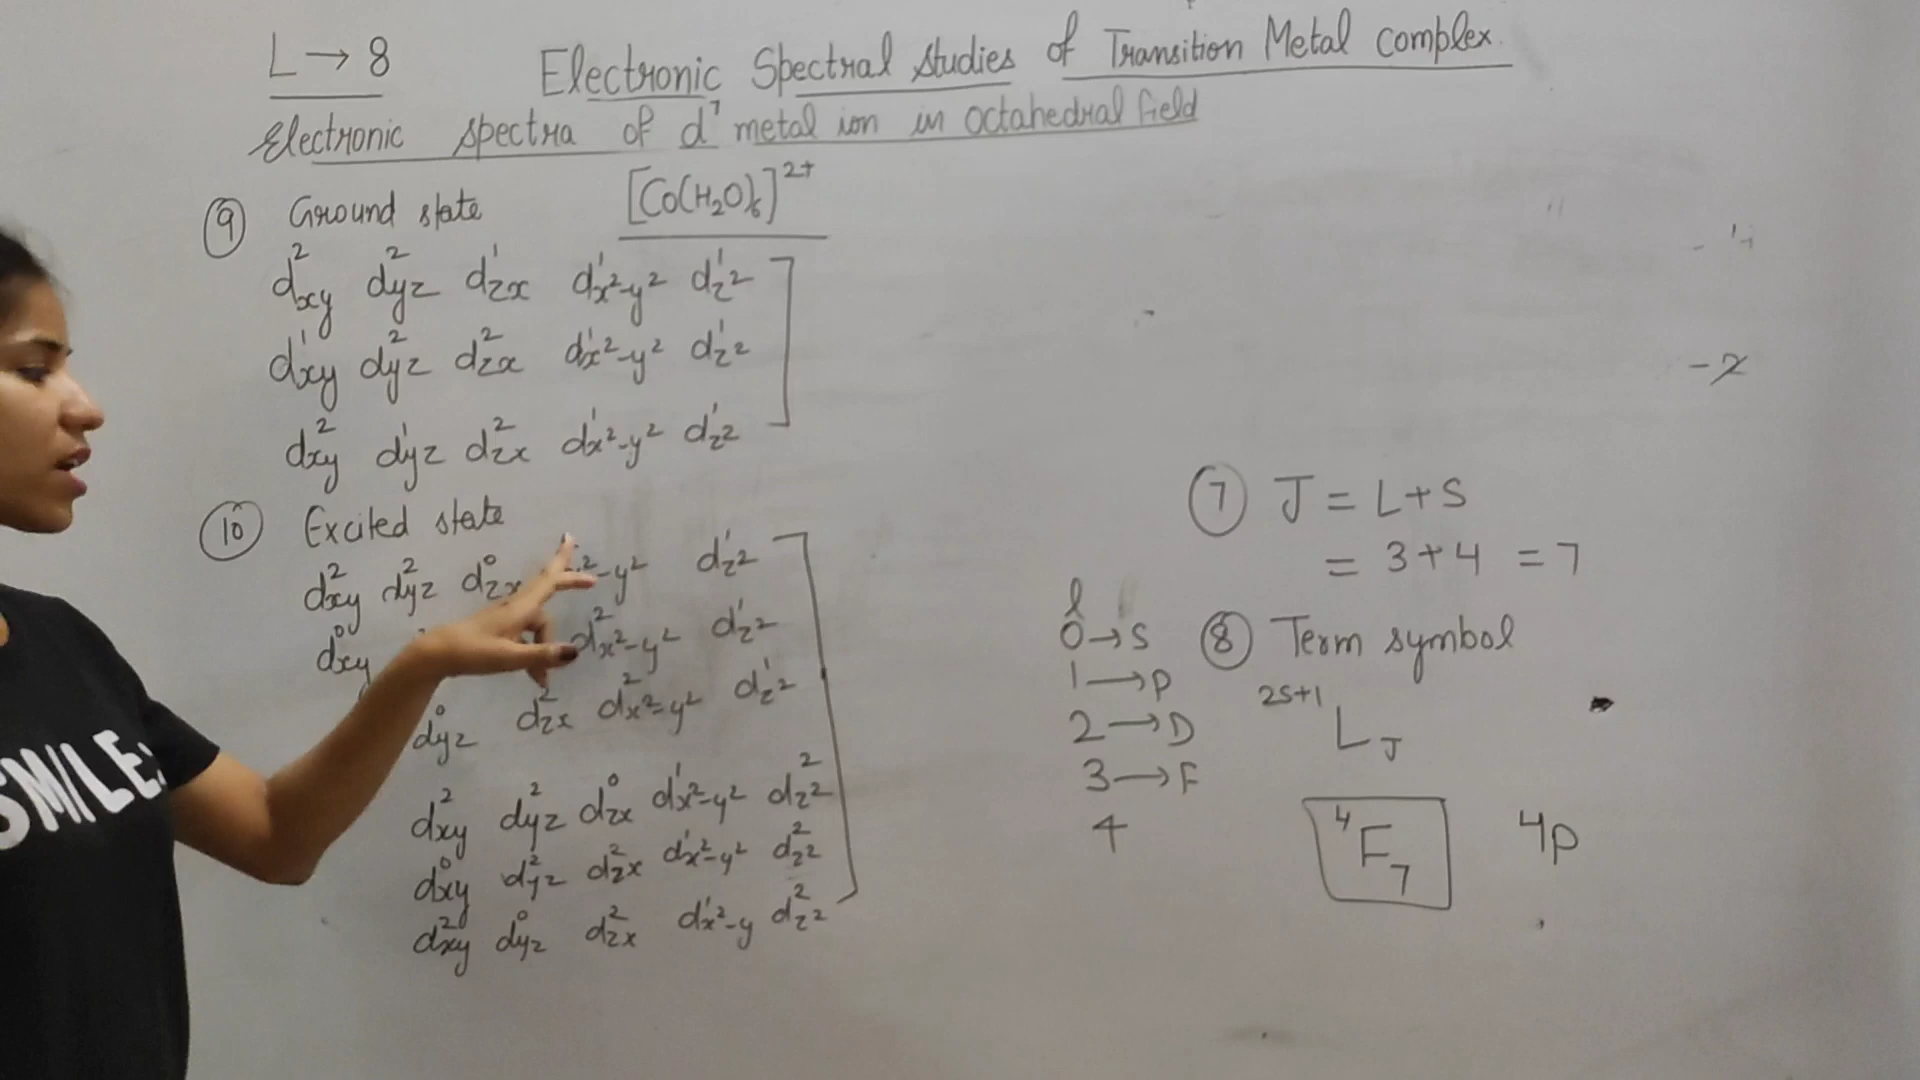 L → 8
Electronic Spectral Studies of Transition Metal Complex.
Electronic spectra of d⁷ metal ion in octahedral field
⑨ Ground state [Co(H₂O)₆]²⁺
d²xy d²yz d¹zx d¹x²-y² d¹z²
d¹xy d²yz d²zx d¹x²-y² d¹z²
d²xy d¹yz d²zx d¹x²-y² d¹z²
⑩ Excited state
d²xy d²yz d⁰zx ²-y² d¹z²
d⁰xy d²x²-y² d¹z²
d⁰yz d²zx d²x²-y² d¹z²
d²xy d²yz d⁰zx d¹x²-y² d²z²
d⁰xy d²yz d²zx d¹x²-y² d²z²
d²xy d⁰yz d²zx d¹x²-y d²z²
⑦ J = L+S
= 3+4 = 7
l
0→S
1→P
2→D
3→F
4
⑧ Term symbol
2S+1
L J
⁴F₇ ⁴P
SMILE